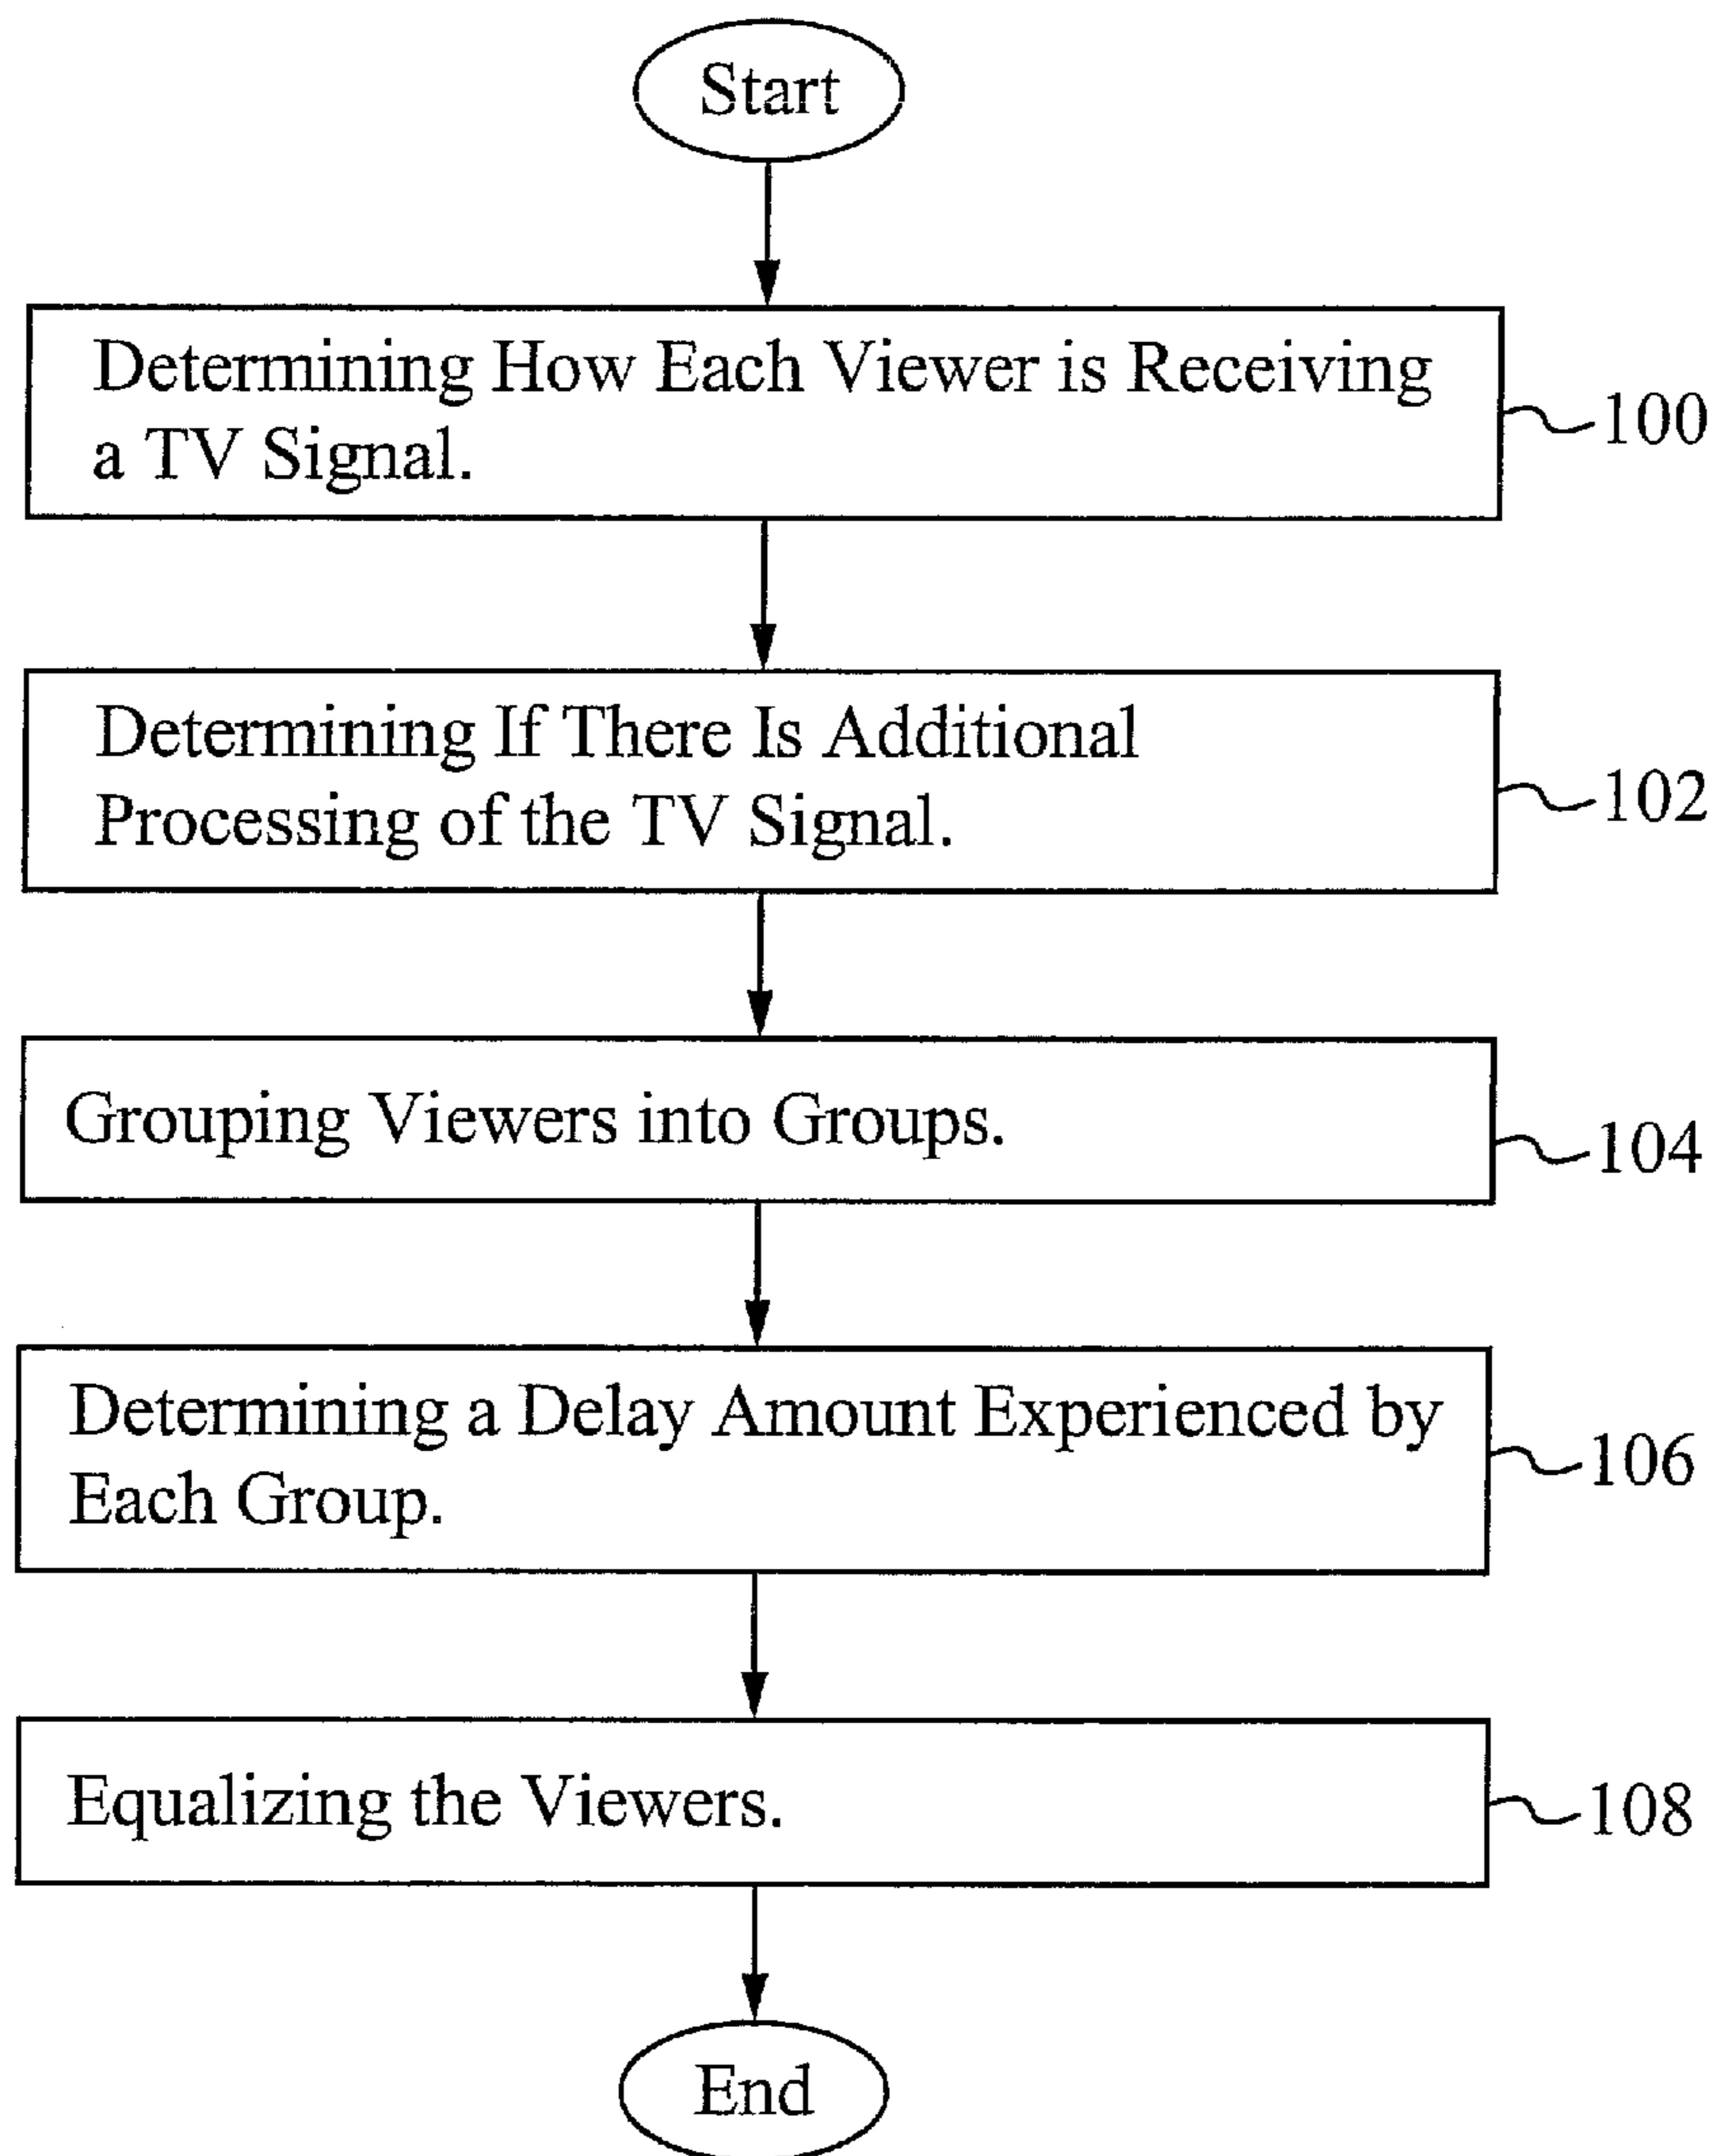 Start
Determining How Each Viewer is Receiving
a TV Signal.
100
Determining If There Is Additional
Processing of the TV Signal.
102
Grouping Viewers into Groups.
104
Determining a Delay Amount Experienced by
Each Group.
106
Equalizing the Viewers.
108
End